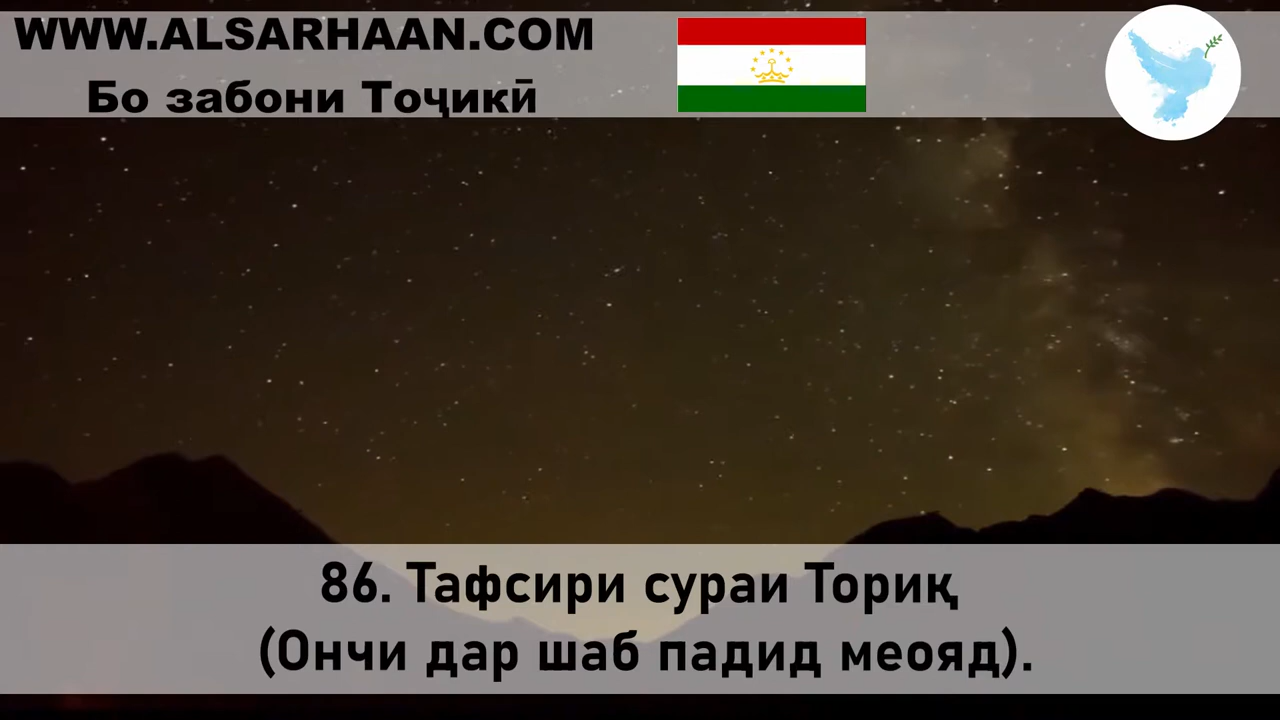 WWW.ALSARHAAN.COM
Бо забони Тоҷикӣ
86. Тафсири сураи Ториқ
(Ончи дар шаб падид меояд).